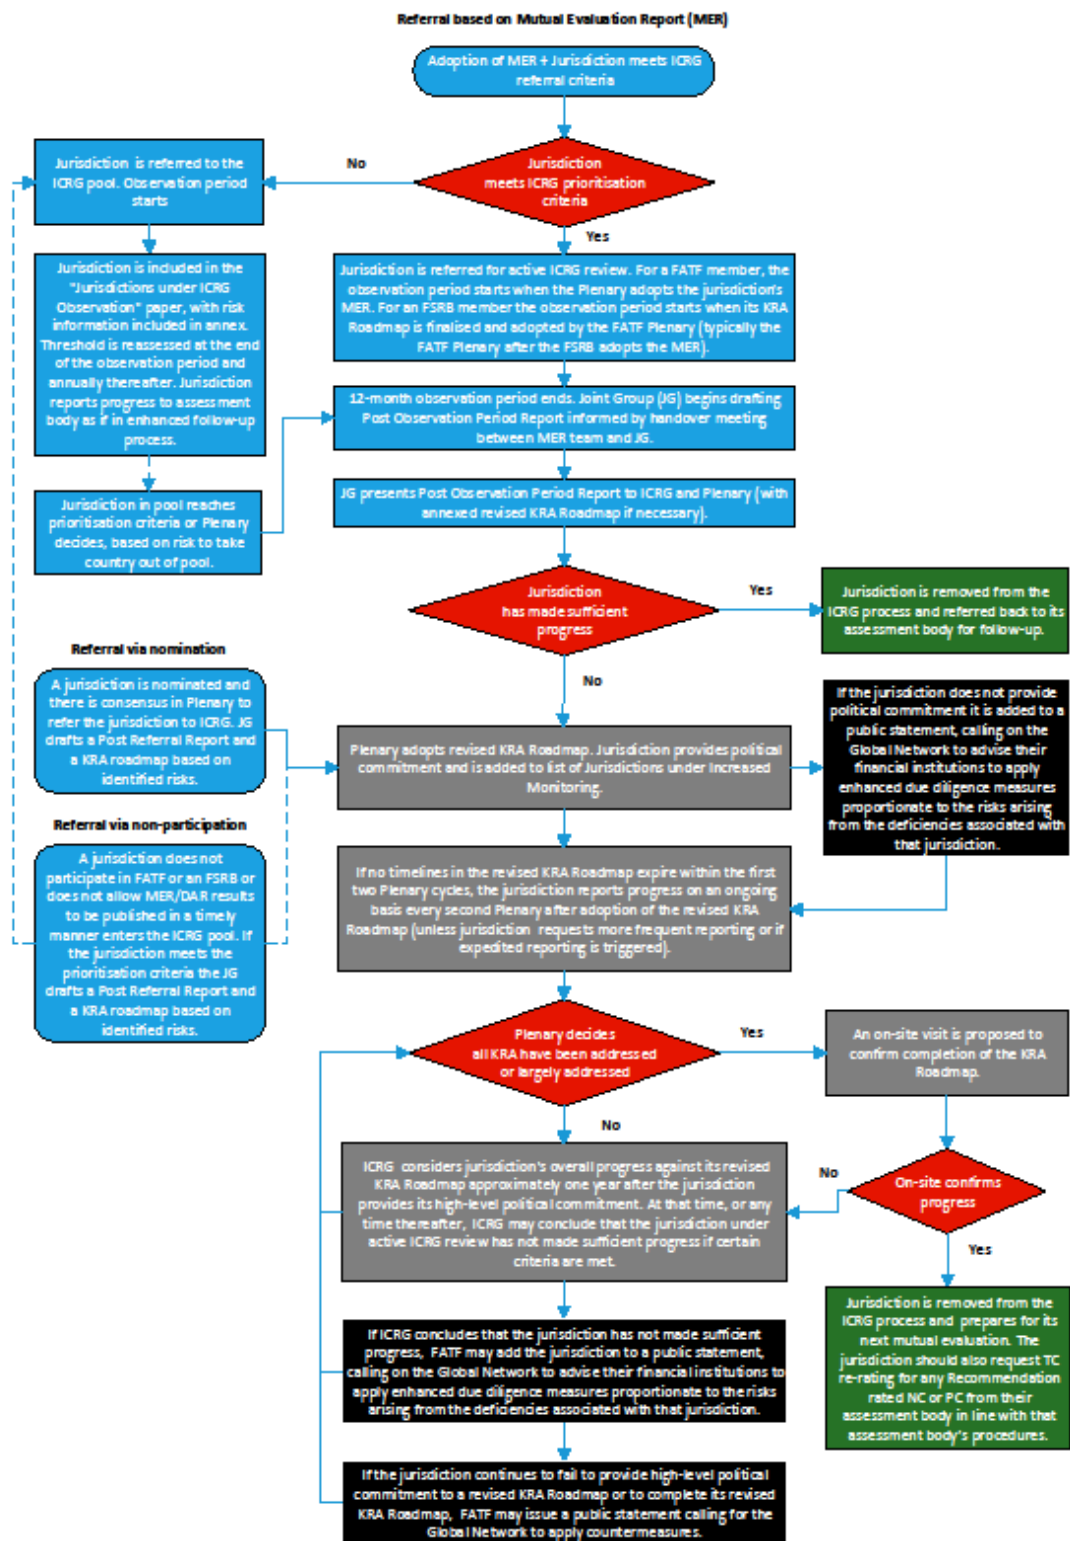 Referral based on Mutual Evaluation Report (MER)
Adoption of MER + Jurisdiction meets ICRG
referral criteria
Jurisdiction
meets ICRG prioritisation
criteria
No
Yes
Jurisdiction is referred to the
ICRG pool. Observation period
starts
Jurisdiction is included in the
"Jurisdictions under ICRG
Observation" paper, with risk
information included in annex.
Threshold is reassessed at the end
of the observation period and
annually thereafter. Jurisdiction
reports progress to assessment
body as if in enhanced follow-up
process.
Jurisdiction in pool reaches
prioritisation criteria or Plenary
decides, based on risk to take
country out of pool.
Jurisdiction is referred for active ICRG review. For a FATF member, the
observation period starts when the Plenary adopts the jurisdiction's
MER. For an FSRB member the observation period starts when its KRA
Roadmap is finalised and adopted by the FATF Plenary (typically the
FATF Plenary after the FSRB adopts the MER).
12-month observation period ends. Joint Group (JG) begins drafting
Post Observation Period Report informed by handover meeting
between MER team and JG.
JG presents Post Observation Period Report to ICRG and Plenary (with
annexed revised KRA Roadmap if necessary).
Jurisdiction
has made sufficient
progress
Yes
No
Jurisdiction is removed from the
ICRG process and referred back to its
assessment body for follow-up.
Referral via nomination
A jurisdiction is nominated and
there is consensus in Plenary to
refer the jurisdiction to ICRG. JG
drafts a Post Referral Report and
a KRA roadmap based on
identified risks.
Referral via non-participation
A jurisdiction does not
participate in FATF or an FSRB or
does not allow MER/DAR results
to be published in a timely
manner enters the ICRG pool. If
the jurisdiction meets the
prioritisation criteria the JG
drafts a Post Referral Report and
a KRA roadmap based on
identified risks.
Plenary adopts revised KRA Roadmap. Jurisdiction provides political
commitment and is added to list of Jurisdictions under Increased
Monitoring.
If the jurisdiction does not provide
political commitment it is added to a
public statement, calling on the
Global Network to advise their
financial institutions to apply
enhanced due diligence measures
proportionate to the risks arising
from the deficiencies associated with
that jurisdiction.
If no timelines in the revised KRA Roadmap expire within the first
two Plenary cycles, the jurisdiction reports progress on an ongoing
basis every second Plenary after adoption of the revised KRA
Roadmap (unless jurisdiction requests more frequent reporting or if
expedited reporting is triggered).
Plenary decides
all KRA have been addressed
or largely addressed
Yes
No
An on-site visit is proposed to
confirm completion of the KRA
Roadmap.
On-site confirms
progress
No
Yes
ICRG considers jurisdiction's overall progress against its revised
KRA Roadmap approximately one year after the jurisdiction
provides its high-level political commitment. At that time, or any
time thereafter, ICRG may conclude that the jurisdiction under
active ICRG review has not made sufficient progress if certain
criteria are met.
Jurisdiction is removed from the
ICRG process and prepares for its
next mutual evaluation. The
jurisdiction should also request TC
re-rating for any Recommendation
rated NC or PC from their
assessment body in line with that
assessment body's procedures.
If ICRG concludes that the jurisdiction has not made sufficient
progress, FATF may add the jurisdiction to a public statement,
calling on the Global Network to advise their financial institutions to
apply enhanced due diligence measures proportionate to the risks
arising from the deficiencies associated with that jurisdiction.
If the jurisdiction continues to fail to provide high-level political
commitment to a revised KRA Roadmap or to complete its revised
KRA Roadmap, FATF may issue a public statement calling for the
Global Network to apply countermeasures.